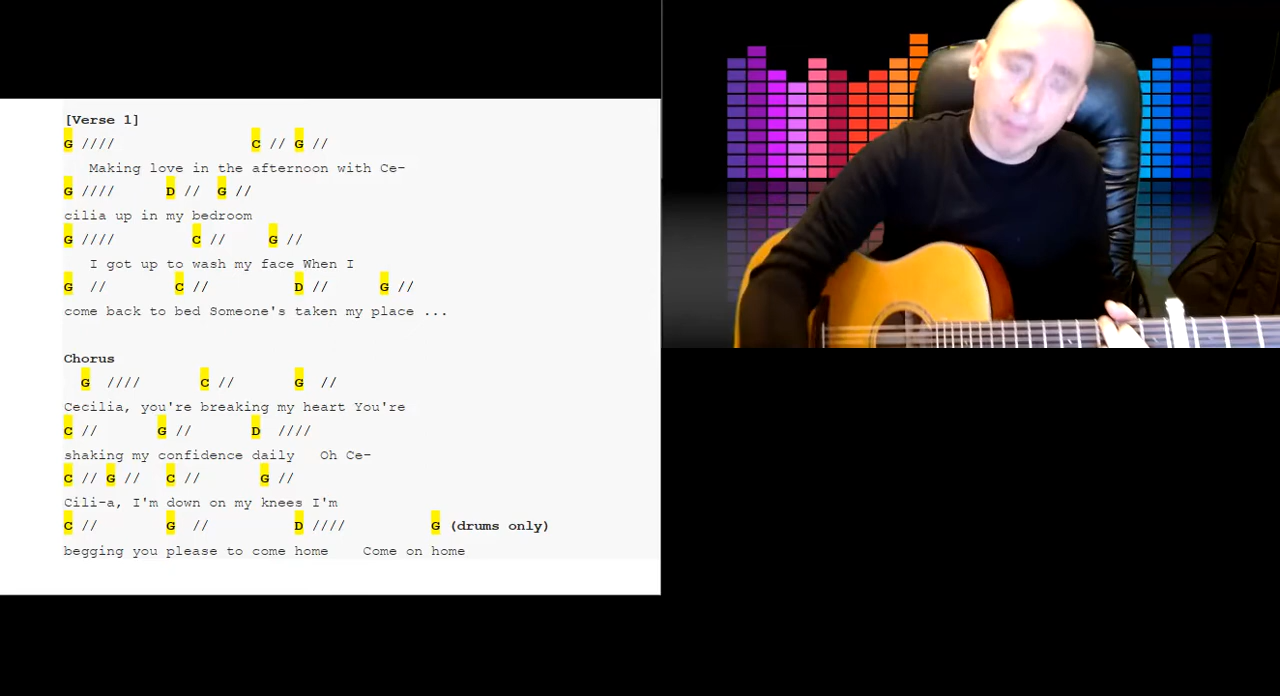 [Verse 1]
G //// C // G //
Making love in the afternoon with Ce-
G //// D // G //
cilia up in my bedroom
G //// C // G //
I got up to wash my face When I
G // C // D // G //
come back to bed Someone's taken my place ...
Chorus
G //// C // G //
Cecilia, you're breaking my heart You're
C // G // D ////
shaking my confidence daily Oh Ce-
C // G // C // G //
Cili-a, I'm down on my knees I'm
C // G // D //// G (drums only)
begging you please to come home Come on home